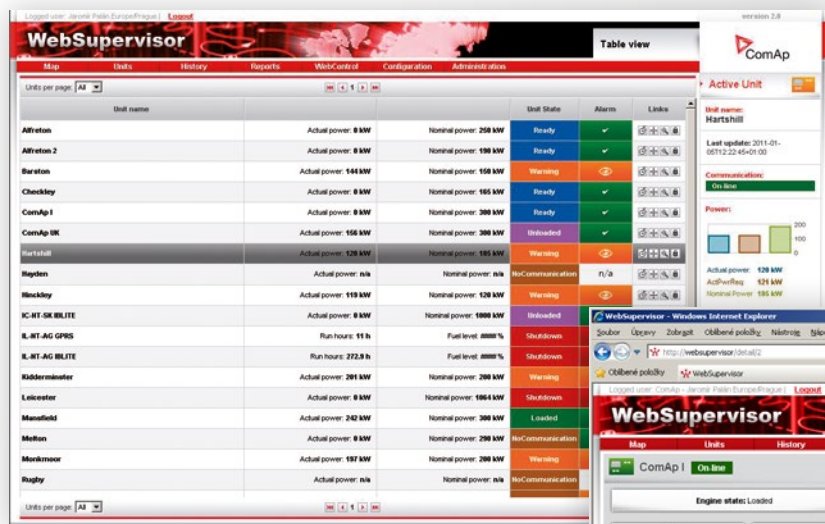 Logged user: Jaromír Palán Europe/Prague | Logout
version 2.0
WebSupervisor
Table view
ComAp
Map Units History Reports WebControl Configuration Administration
Units per page: All 1
Active Unit
Unit name Unit State Alarm Links
Unit name:
Hartshill
Alfreton Actual power: 0 kW Nominal power: 250 kW Ready
Alfreton 2 Actual power: 0 kW Nominal power: 190 kW Ready
Last update: 2011-01-
05T12:22:45+01:00
Barston Actual power: 144 kW Nominal power: 150 kW Warning
Checkley Actual power: 0 kW Nominal power: 165 kW Ready
Communication:
On-line
ComAp I Actual power: 0 kW Nominal power: 300 kW Ready
Power:
ComAp UK Actual power: 156 kW Nominal power: 300 kW Unloaded
200
100
0
Hartshill Actual power: 120 kW Nominal power: 185 kW Warning
Hayden Actual power: n/a Nominal power: n/a NoCommunication n/a
Actual power: 120 kW
ActPwrReq: 121 kW
Nominal Power 185 kW
Hinckley Actual power: 119 kW Nominal power: 120 kW Warning
IC-NT-SK IBLITE Actual power: 0 kW Nominal power: 1000 kW Unloaded
IL-NT-AG GPRS Run hours: 11 h Fuel level: ##### % Shutdown
IL-NT-AG IBLITE Run hours: 272.9 h Fuel level: ##### % Shutdown
Kidderminster Actual power: 201 kW Nominal power: 200 kW Warning
Leicester Actual power: 0 kW Nominal power: 1064 kW Shutdown
Mansfield Actual power: 242 kW Nominal power: 300 kW Loaded
Melton Actual power: 0 kW Nominal power: 290 kW NoCommunication
Monkmoor Actual power: 197 kW Nominal power: 200 kW Warning
Rugby Actual power: n/a Nominal power: n/a NoCommunication
Units per page: All 1
WebSupervisor - Windows Internet Explorer
Soubor Úpravy Zobrazit Oblíbené položky Nástroje
http://websupervisor/detail/2
Oblíbené položky WebSupervisor
Logged user: ComAp - Jaromír Palán Europe/Prague | Logout
WebSupervisor
Map Units History
ComAp I On-line
Engine state: Loaded